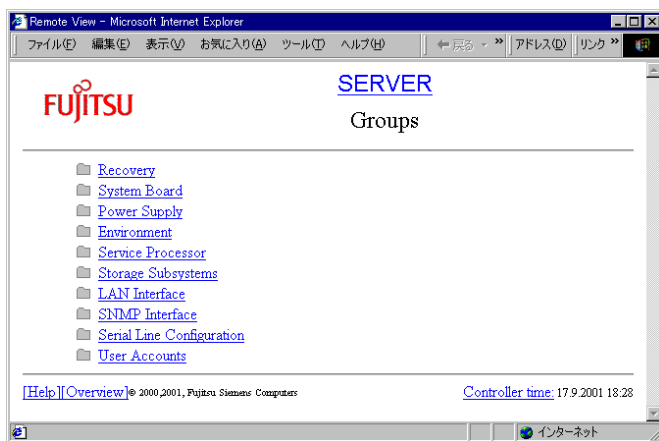 Remote View - Microsoft Internet Explorer
ファイル(F) 編集(E) 表示(V) お気に入り(A) ツール(T) ヘルプ(H) 戻る » アドレス(D) リンク »
FUJITSU
SERVER
Groups
Recovery
System Board
Power Supply
Environment
Service Processor
Storage Subsystems
LAN Interface
SNMP Interface
Serial Line Configuration
User Accounts
[Help][Overview]© 2000,2001, Fujitsu Siemens Computers Controller time: 17.9.2001 18:28
インターネット